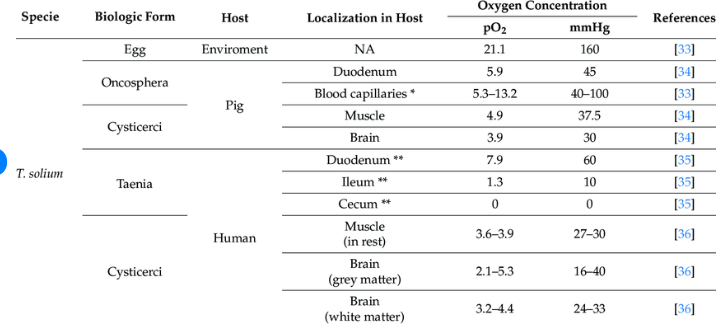 Specie Biologic Form Host Localization in Host Oxygen Concentration References
pO2 mmHg
Egg Enviroment NA 21.1 160 [33]
Oncosphera Pig Duodenum 5.9 45 [34]
Blood capillaries * 5.3–13.2 40–100 [33]
Cysticerci Muscle 4.9 37.5 [34]
Brain 3.9 30 [34]
T. solium Taenia Human Duodenum ** 7.9 60 [35]
Ileum ** 1.3 10 [35]
Cecum ** 0 0 [35]
Cysticerci Muscle
(in rest) 3.6–3.9 27–30 [36]
Brain
(grey matter) 2.1–5.3 16–40 [36]
Brain
(white matter) 3.2–4.4 24–33 [36]